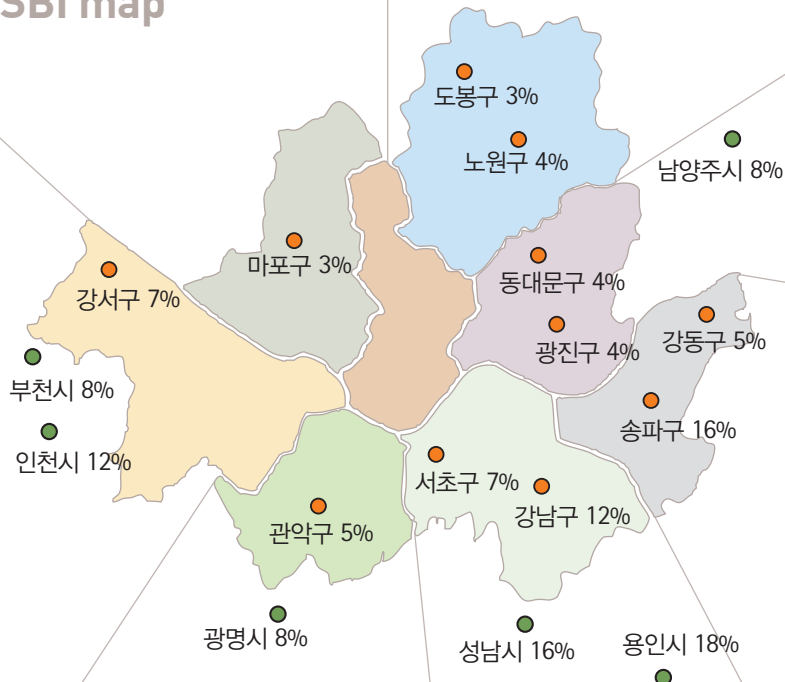 SBI map
도봉구 3%
노원구 4%
남양주시 8%
마포구 3%
동대문구 4%
강서구 7%
광진구 4%
강동구 5%
부천시 8%
송파구 16%
인천시 12%
서초구 7%
강남구 12%
관악구 5%
광명시 8%
성남시 16%
용인시 18%